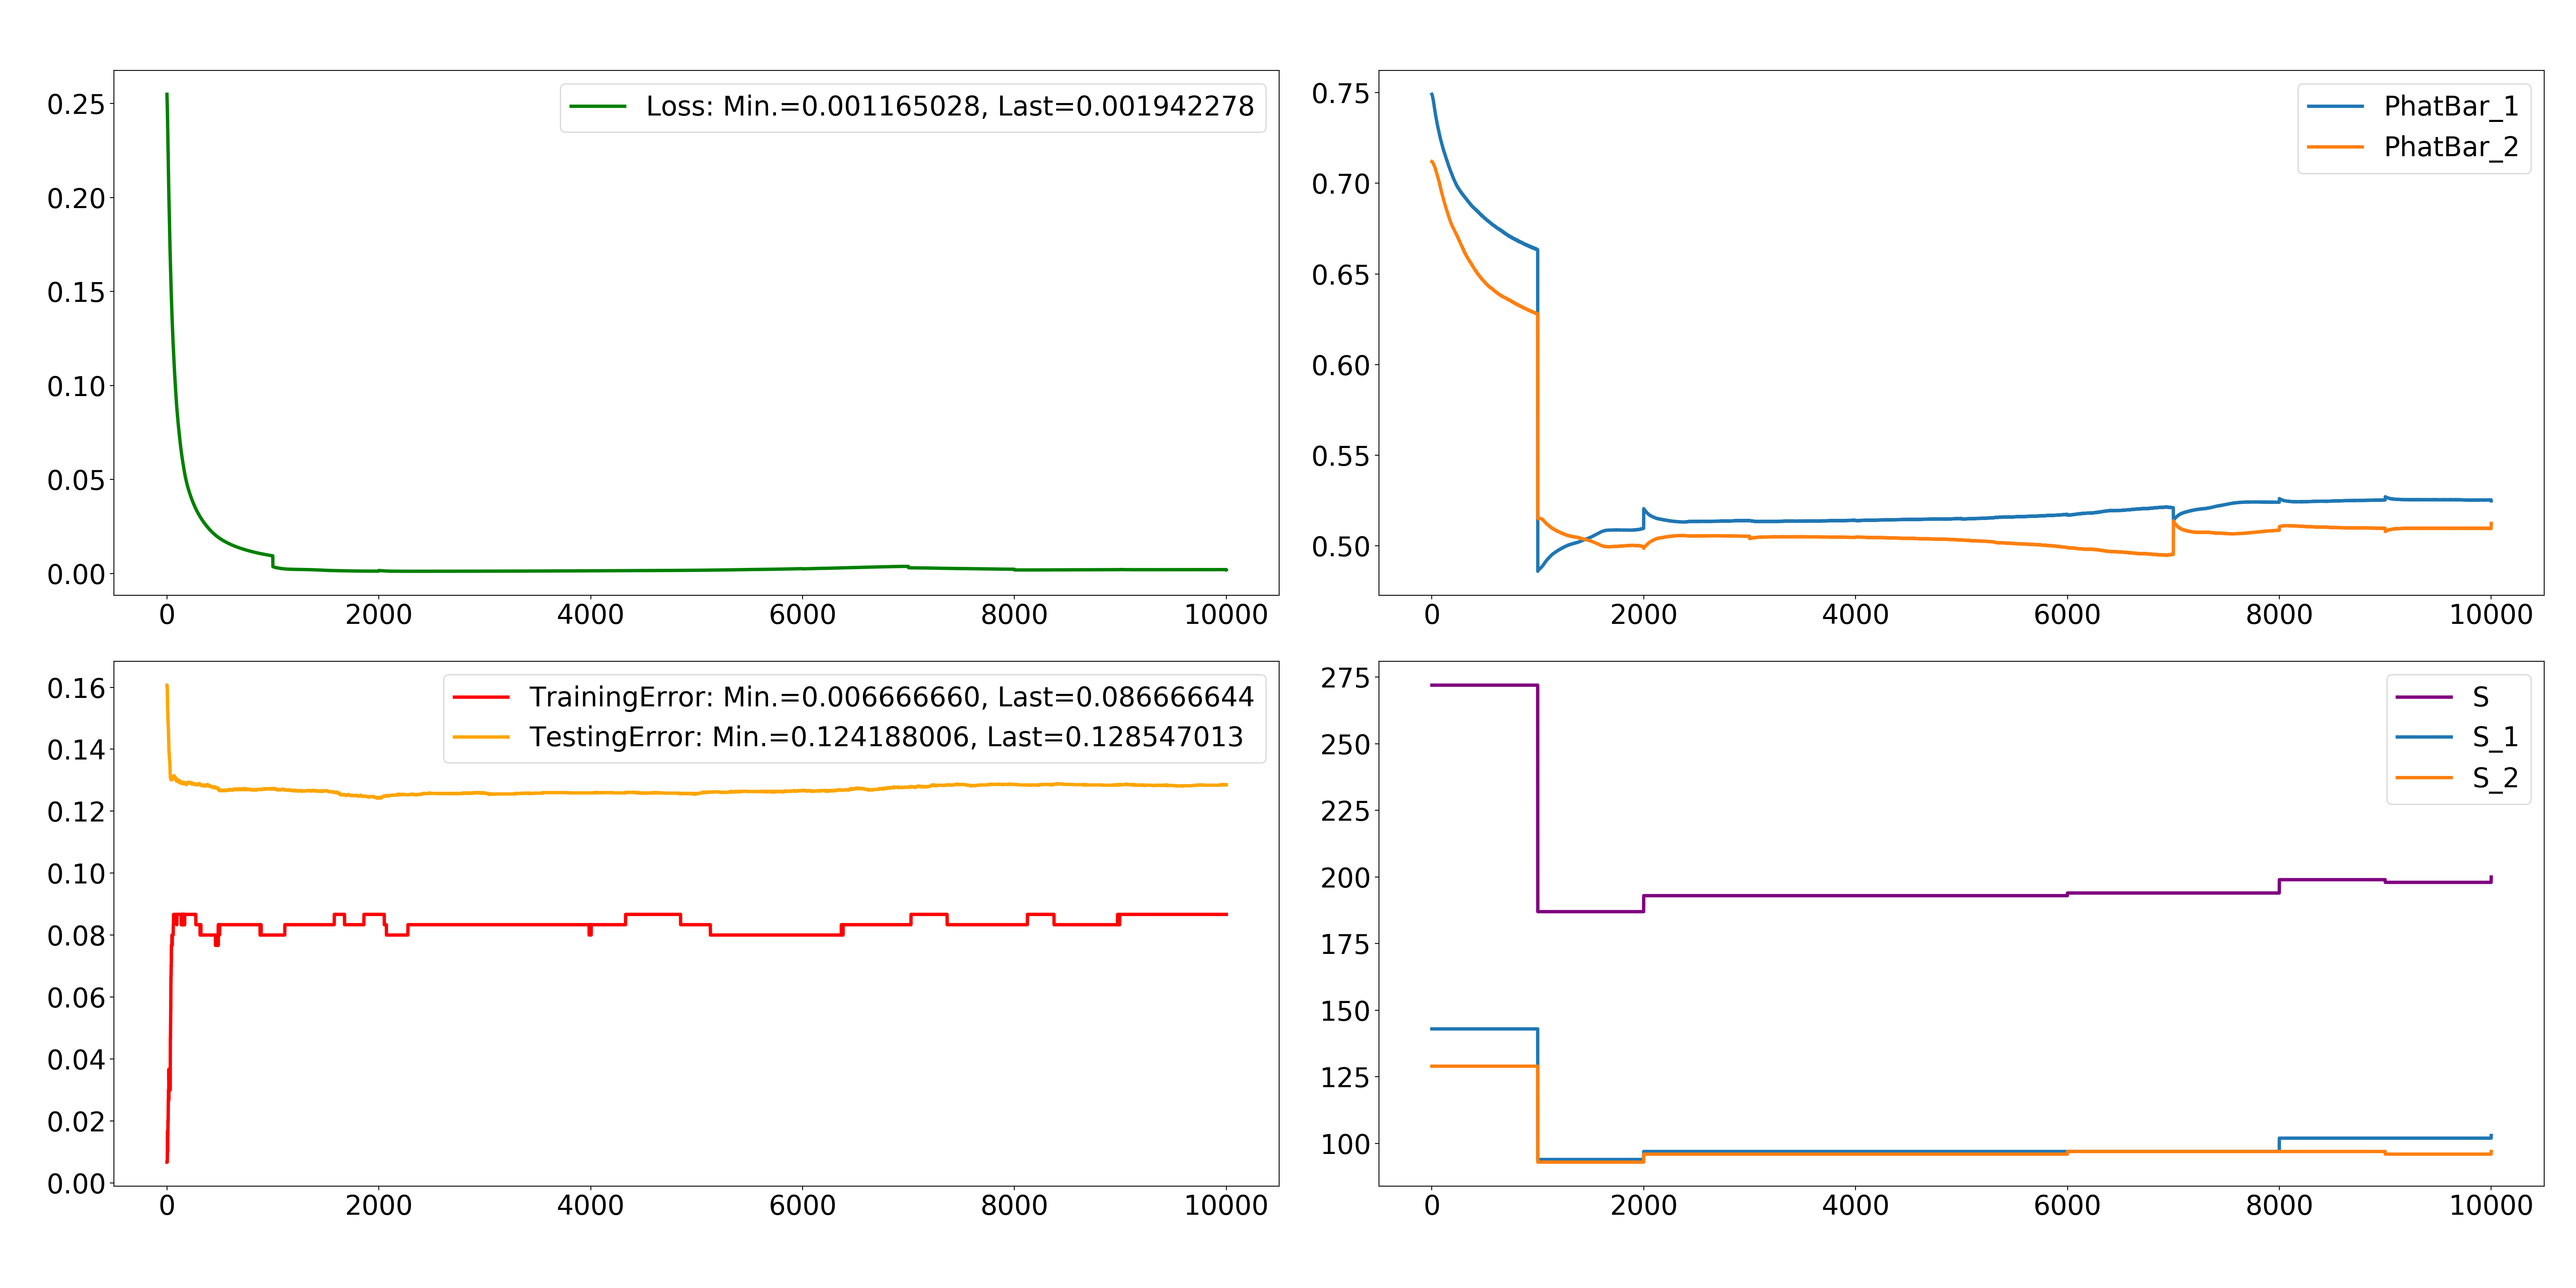 Loss: Min.=0.001165028, Last=0.001942278
0.25
0.20
0.15
0.10
0.05
0.00
0 2000 4000 6000 8000 10000
PhatBar_1
PhatBar_2
0.75
0.70
0.65
0.60
0.55
0.50
0 2000 4000 6000 8000 10000
TrainingError: Min.=0.006666660, Last=0.086666644
TestingError: Min.=0.124188006, Last=0.128547013
0.16
0.14
0.12
0.10
0.08
0.06
0.04
0.02
0.00
0 2000 4000 6000 8000 10000
S
S_1
S_2
275
250
225
200
175
150
125
100
0 2000 4000 6000 8000 10000